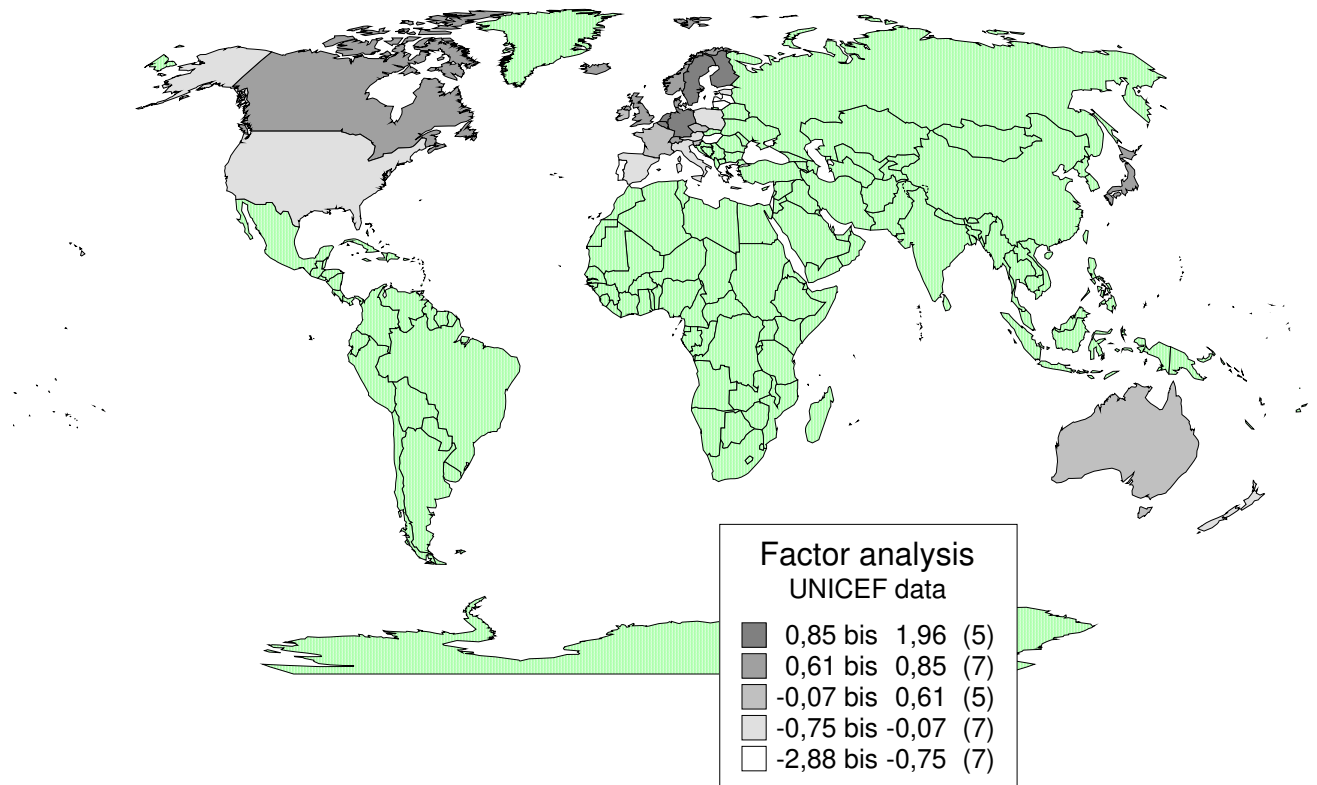 Factor analysis
UNICEF data
0,85 bis 1,96 (5)
0,61 bis 0,85 (7)
-0,07 bis 0,61 (5)
-0,75 bis -0,07 (7)
-2,88 bis -0,75 (7)